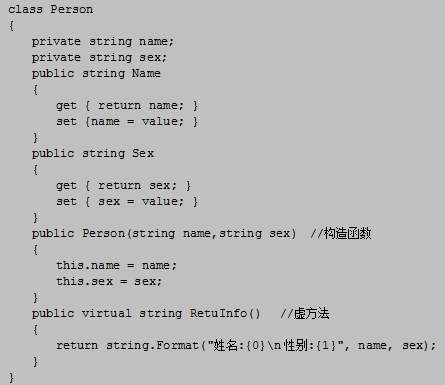 class Person
{
    private string name;
    private string sex;
    public string Name
    {
        get { return name; }
        set {name = value; }
    }
    public string Sex
    {
        get { return sex; }
        set { sex = value; }
    }
    public Person(string name,string sex)  //构造函数
    {
        this.name = name;
        this.sex = sex;
    }
    public virtual string RetuInfo()   //虚方法
    {
        return string.Format("姓名:{0}\n性别:{1}", name, sex);
    }
}